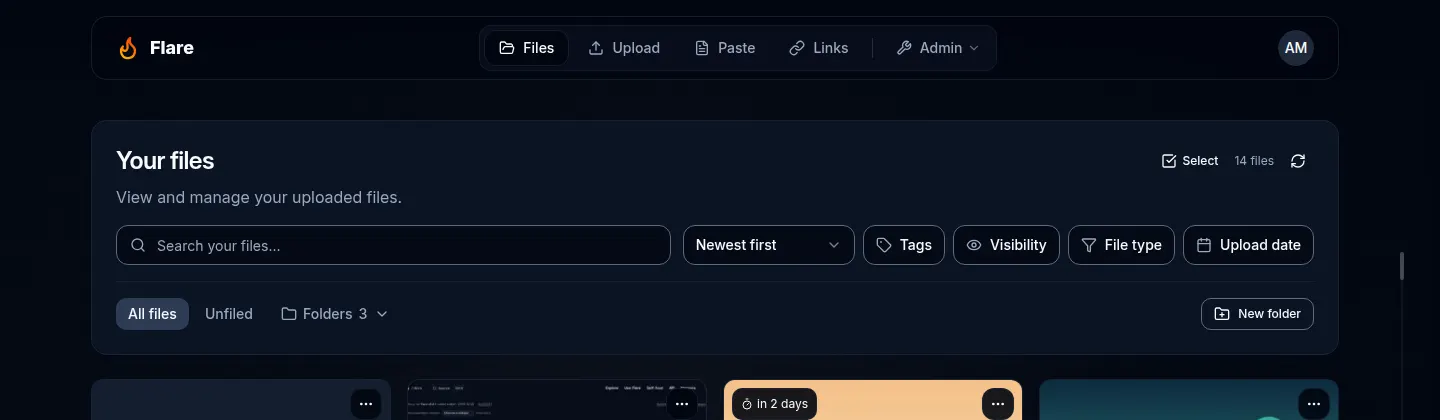 Flare
Files
Upload
Paste
Links
Admin
AM
Your files
Select
14 files
View and manage your uploaded files.
Search your files...
Newest first
Tags
Visibility
File type
Upload date
All files
Unfiled
Folders 3
New folder
in 2 days